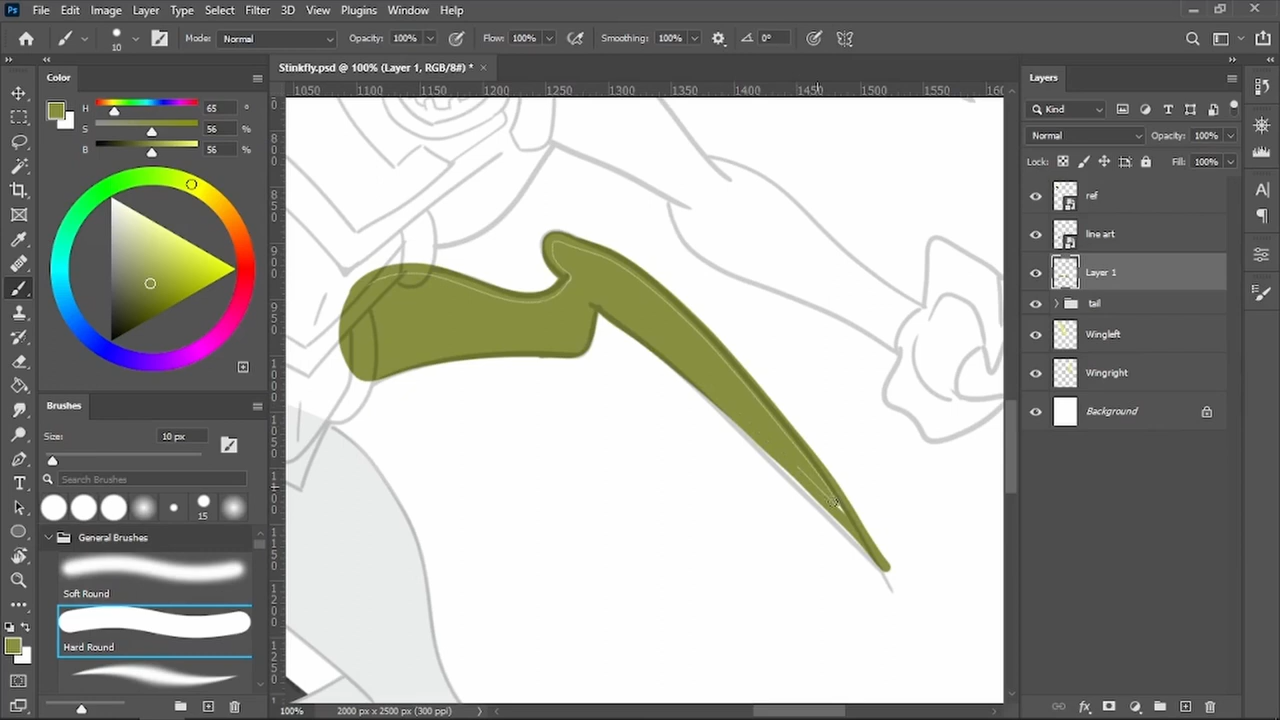 Ps File Edit Image Layer Type Select Filter 3D View Plugins Window Help
10 Mode: Normal Opacity: 100% Flow: 100% Smoothing: 100% 0°
Stinkfly.psd @ 100% (Layer 1, RGB/8#) * ×
1050 1100 1150 1200 1250 1300 1350 1400 1450 1500 1550
Color
H 65 °
S 56 %
B 56 %
Brushes
Size: 10 px
Search Brushes
15
General Brushes
Soft Round
Hard Round
100% 2000 px x 2500 px (300 ppi)
Layers
Kind
Normal Opacity: 100%
Lock: Fill: 100%
ref
line art
Layer 1
tail
Wingleft
Wingright
Background